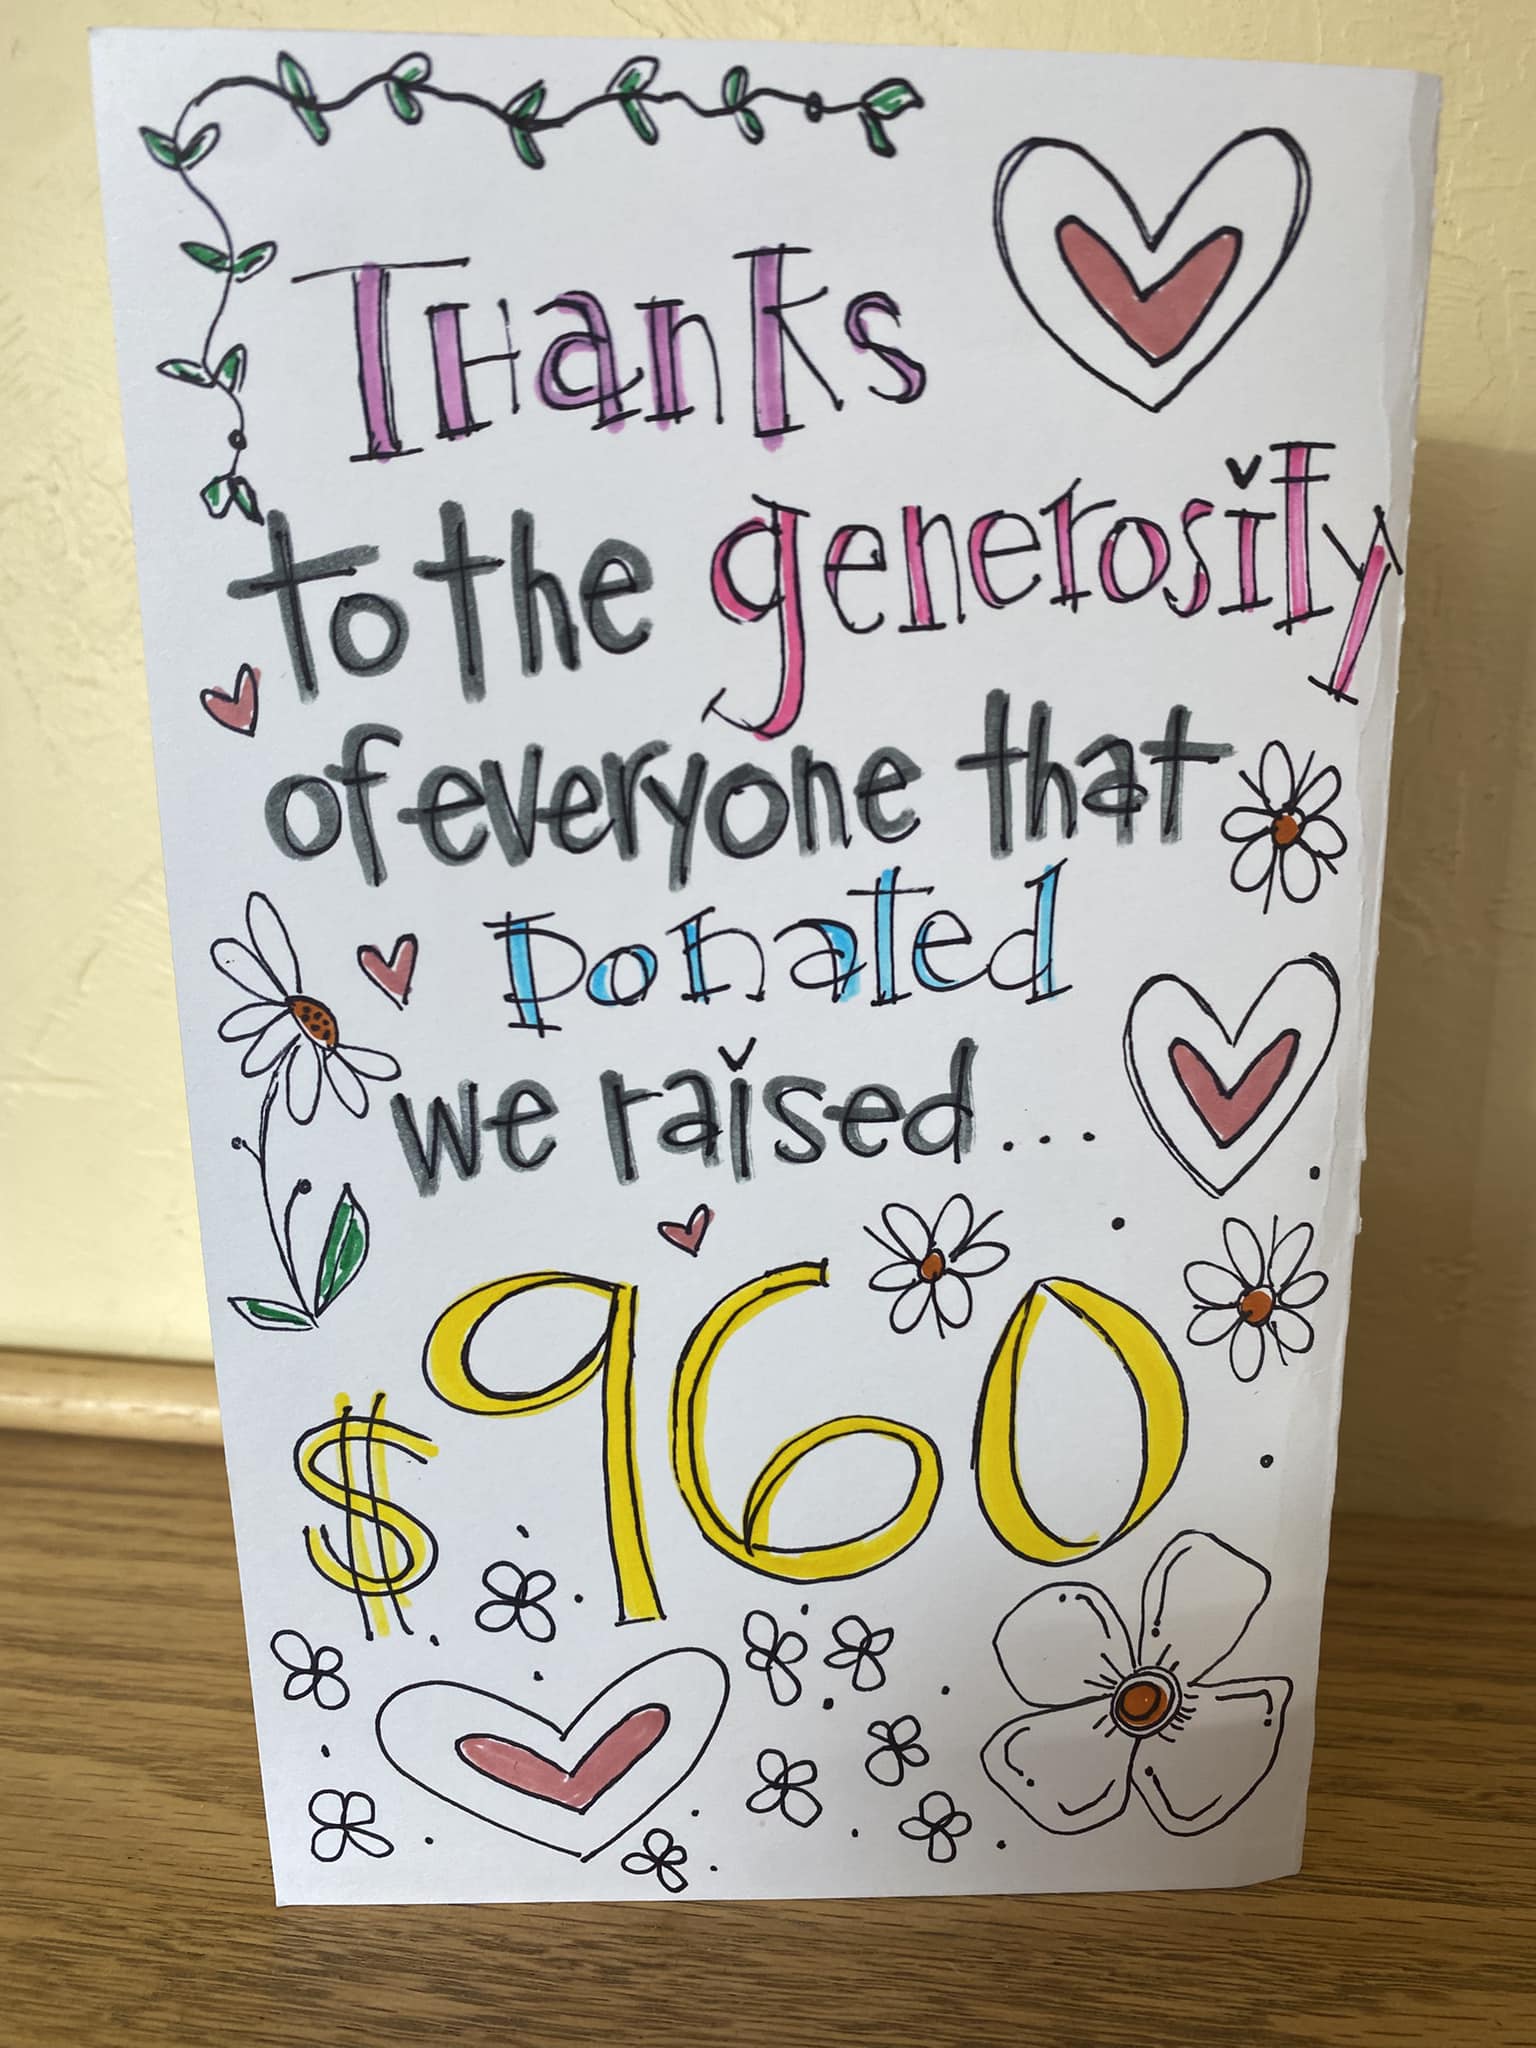 Thanks
to the generosity
of everyone that
Donated
we raised...
$960